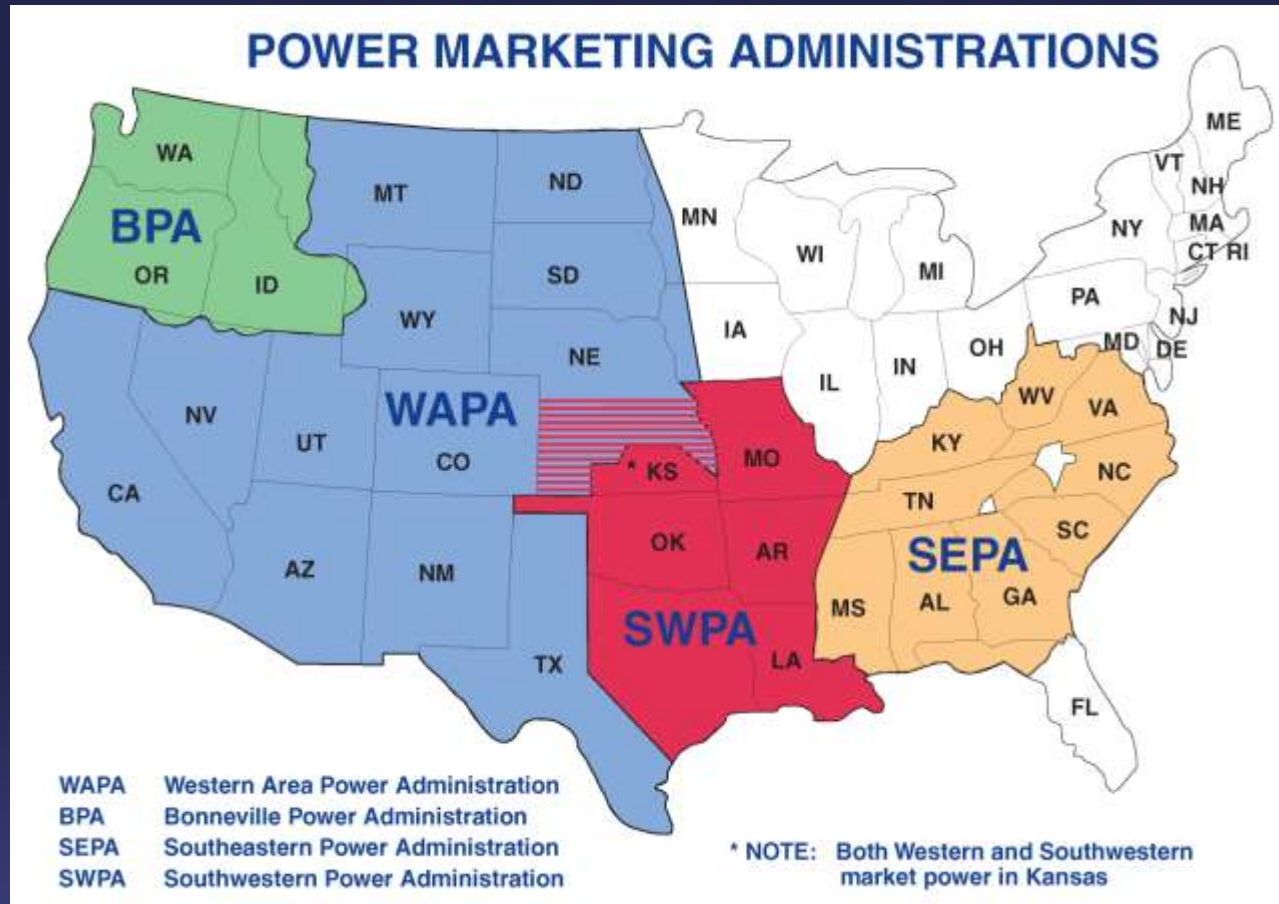 POWER MARKETING ADMINISTRATIONS
ME
WA
VT
ND
MT
NH
MN
MA
NY
BPA
WI
CT RI
MI
OR
SD
ID
PA
WY
IA
NJ
MD
DE
NE
OH
IN
IL
WV
NV
WAPA
VA
UT
KY
MO
CO
* KS
NC
CA
TN
SC
OK
AR
SEPA
AZ
NM
GA
MS
AL
SWPA
LA
TX
FL
WAPA Western Area Power Administration
BPA Bonneville Power Administration
SEPA Southeastern Power Administration
SWPA Southwestern Power Administration
* NOTE: Both Western and Southwestern
market power in Kansas